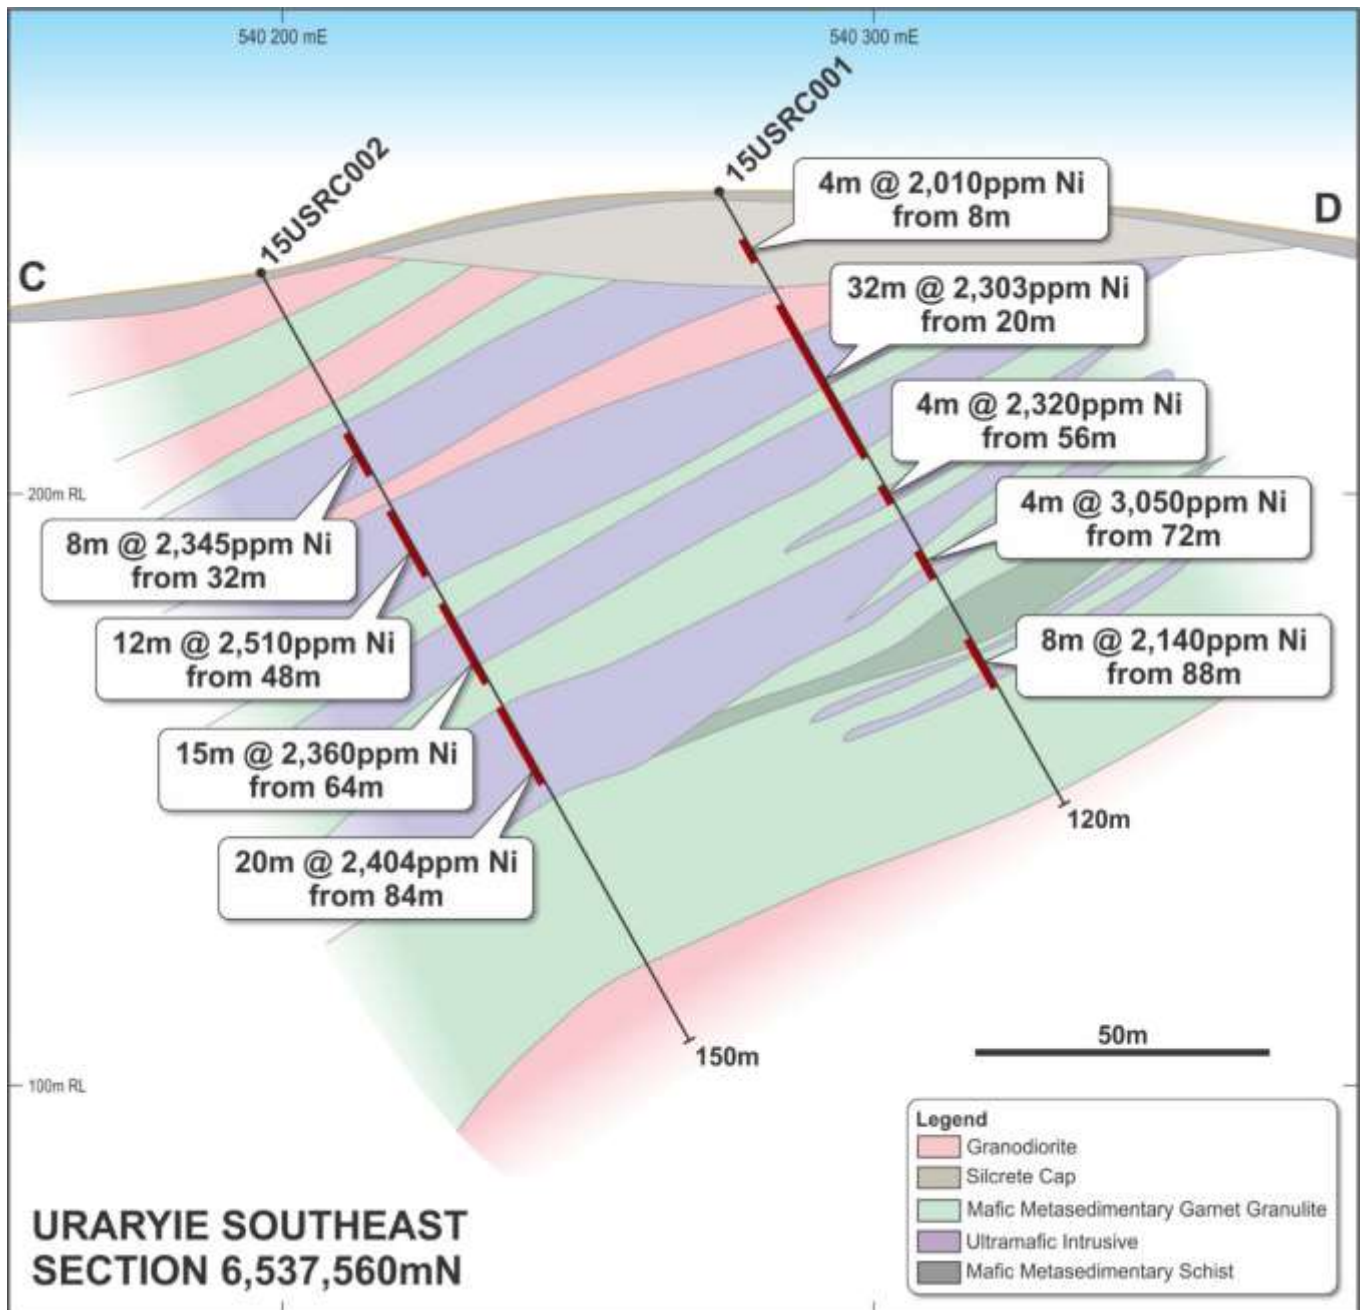 540 200 mE
540 300 mE
15USRC002
15USRC001
C
D
4m @ 2,010ppm Ni
from 8m
32m @ 2,303ppm Ni
from 20m
4m @ 2,320ppm Ni
from 56m
200m RL
4m @ 3,050ppm Ni
from 72m
8m @ 2,345ppm Ni
from 32m
12m @ 2,510ppm Ni
from 48m
8m @ 2,140ppm Ni
from 88m
15m @ 2,360ppm Ni
from 64m
120m
20m @ 2,404ppm Ni
from 84m
150m
50m
100m RL
Legend
Granodiorite
Silcrete Cap
Mafic Metasedimentary Garnet Granulite
Ultramafic Intrusive
Mafic Metasedimentary Schist
URARYIE SOUTHEAST
SECTION 6,537,560mN